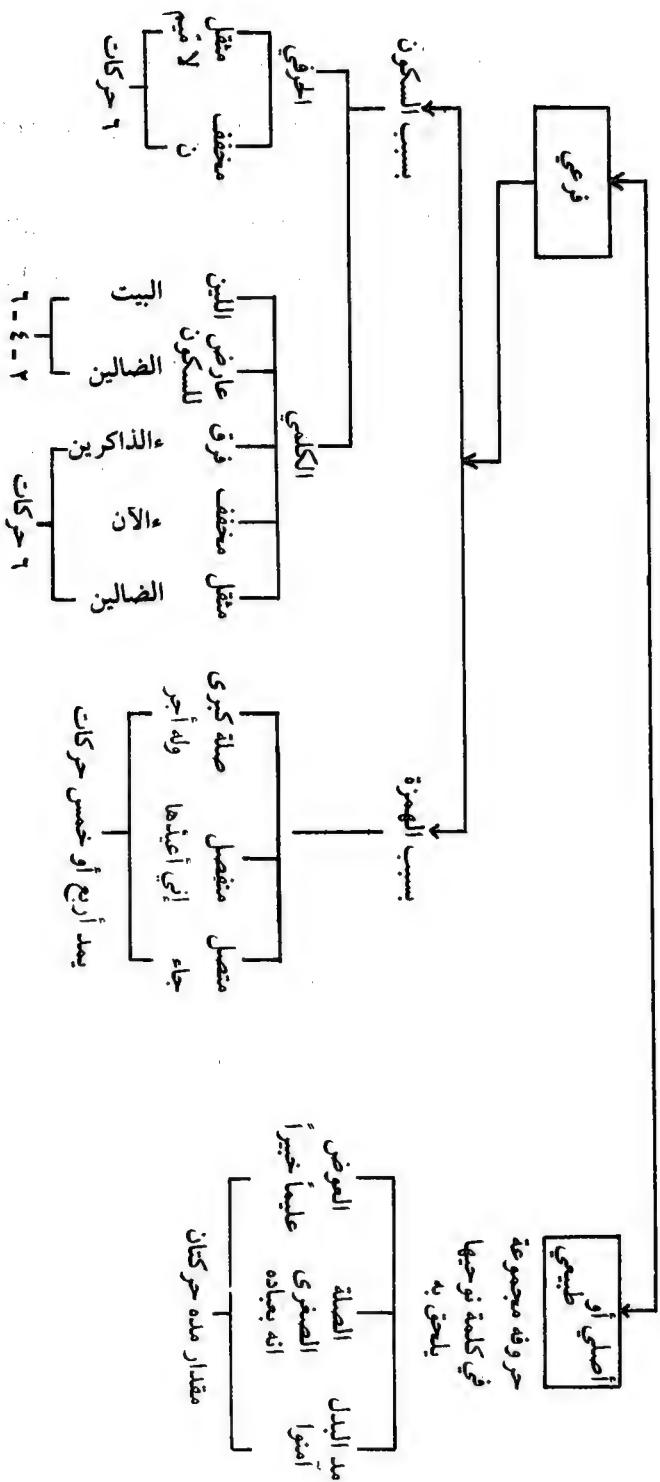 أصلي أو
طبيعي
فرعي
حروفه مجموعة
في كلمة نوحيها
يلحق به
مد البدل
آمنوا
الصلة
الصغرى
انه بعباده
العوض
عليماً خبيراً
مقدار مده حركتان
بسبب الهمزة
بسبب السكون
متصل
جاء
منفصل
إني أعيذها
صلة كبرى
وله أجر
يمد أربع أو خمس حركات
الكلمي
الحرفي
مثقل
الضالين
مخفف
ءالآن
فرق
ءالذاكرين
عارض
للسكون
الضالين
اللين
البيت
٦ حركات
٢ - ٤ - ٦
مخفف
ن
مثقل
لا ميم
٦ حركات